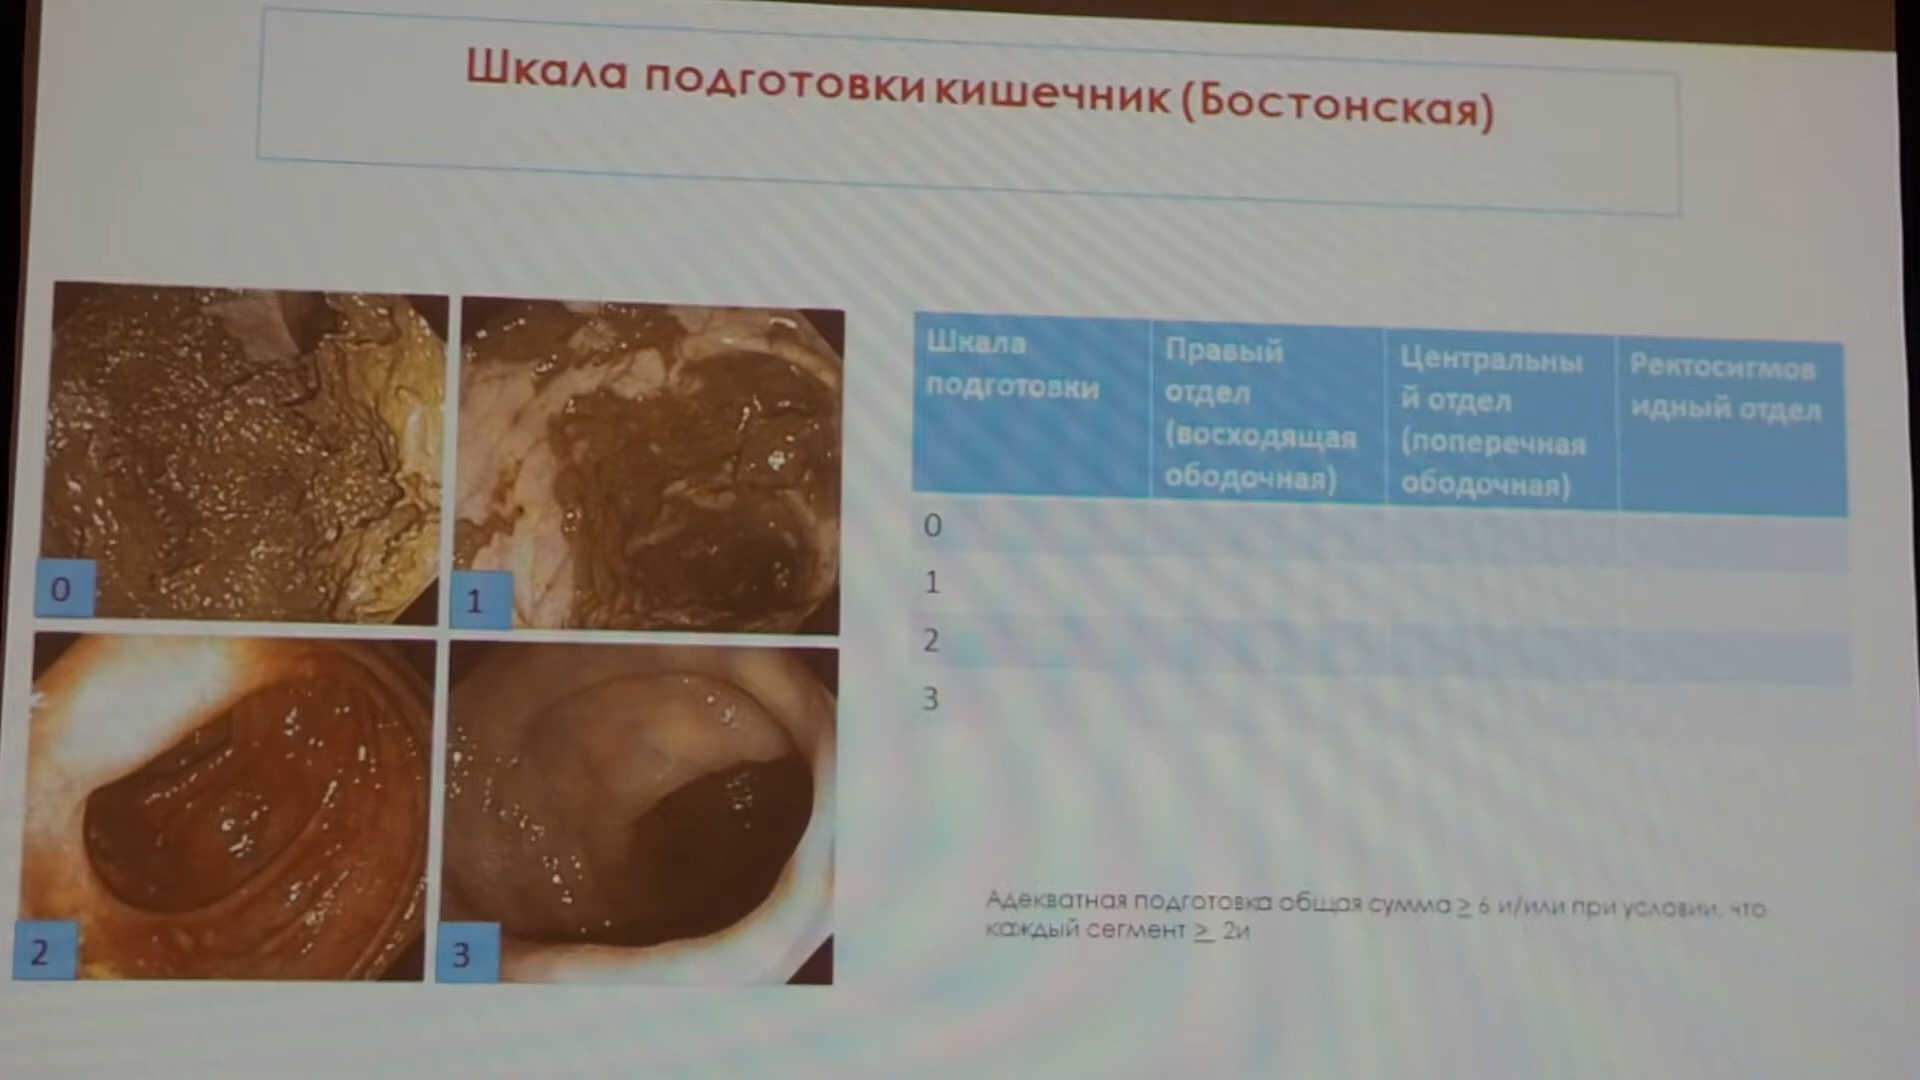 Шкала подготовки кишечник (Бостонская)
0
1
2
3
Шкала
подготовки
Правый
отдел
(восходящая
ободочная)
Центральны
й отдел
(поперечная
ободочная)
Ректосигмов
идный отдел
0
1
2
3
Адекватная подготовка общая сумма ≥ 6 и/или при условии, что
каждый сегмент ≥ 2и